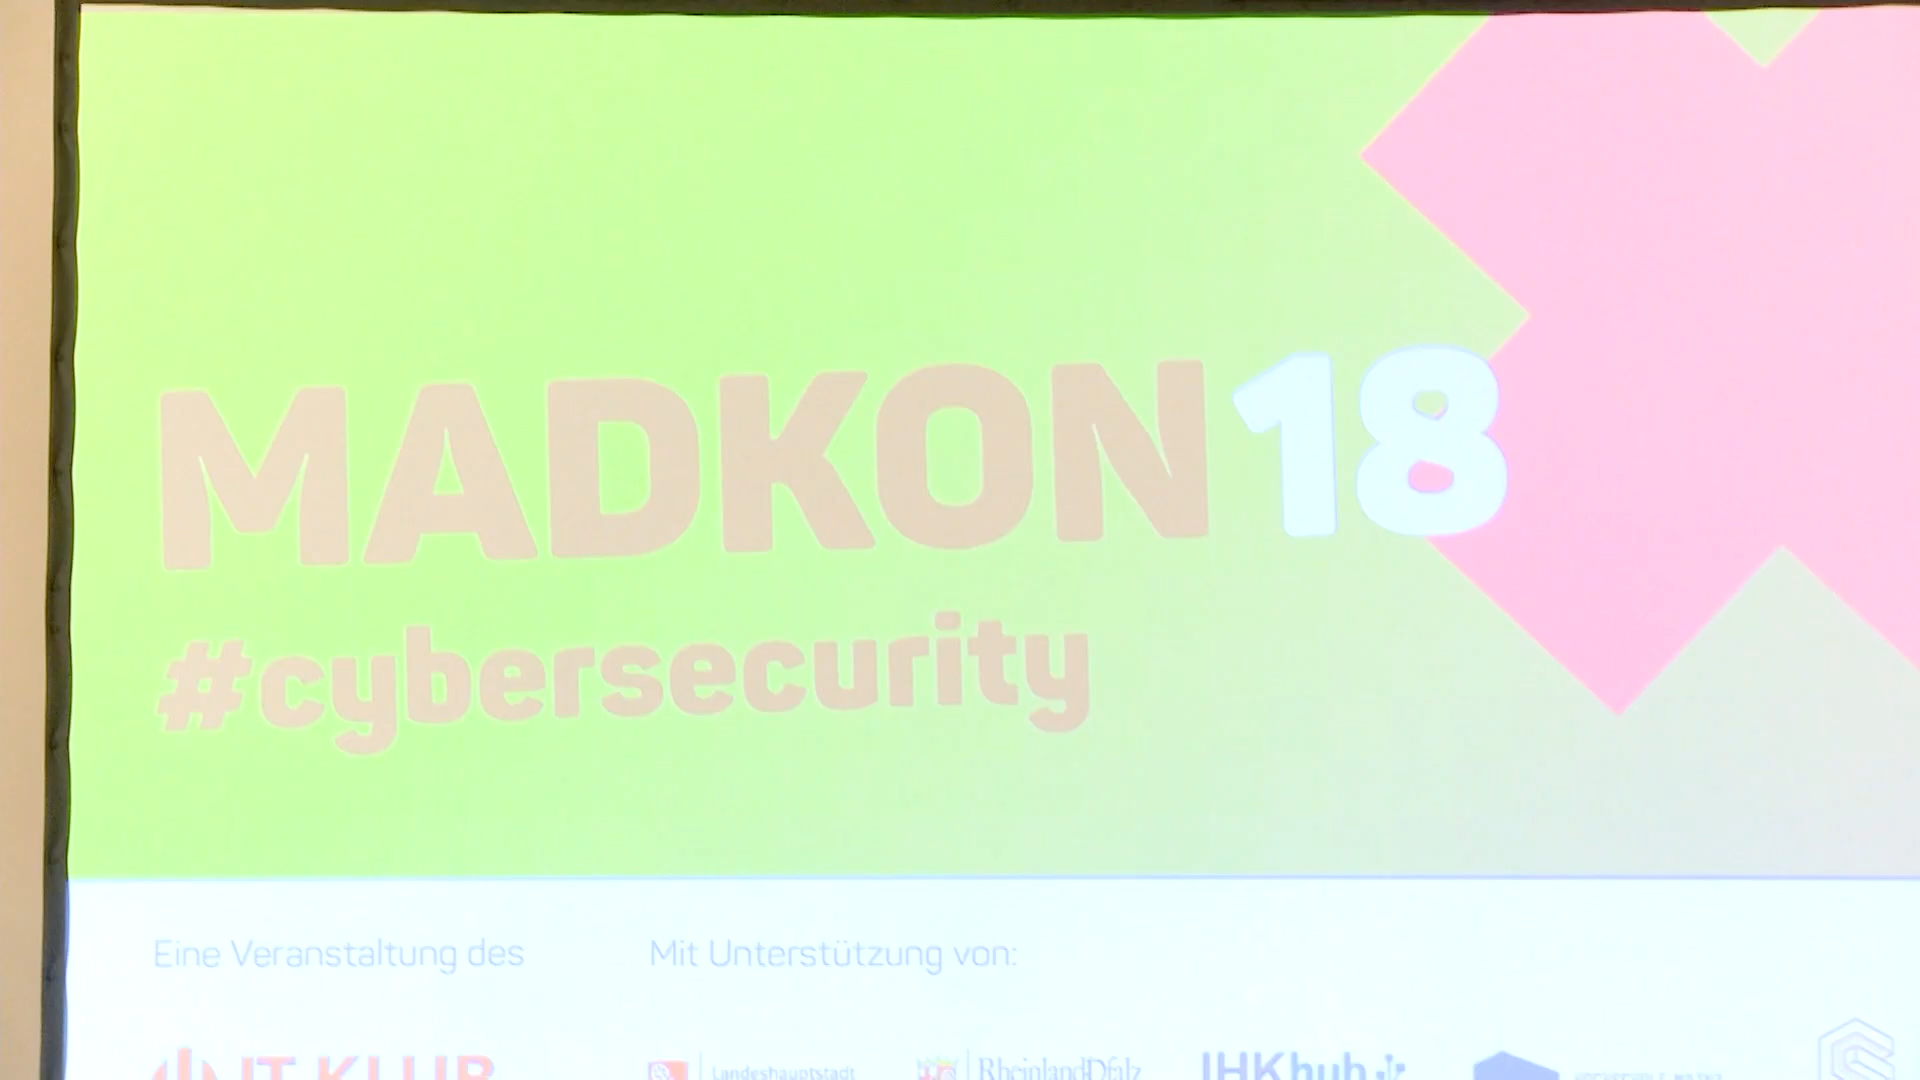 MADKON18
#cybersecurity
Eine Veranstaltung des
Mit Unterstützung von:
IT KLUB
Landeshauptstadt
RheinlandPfalz
IHKhub